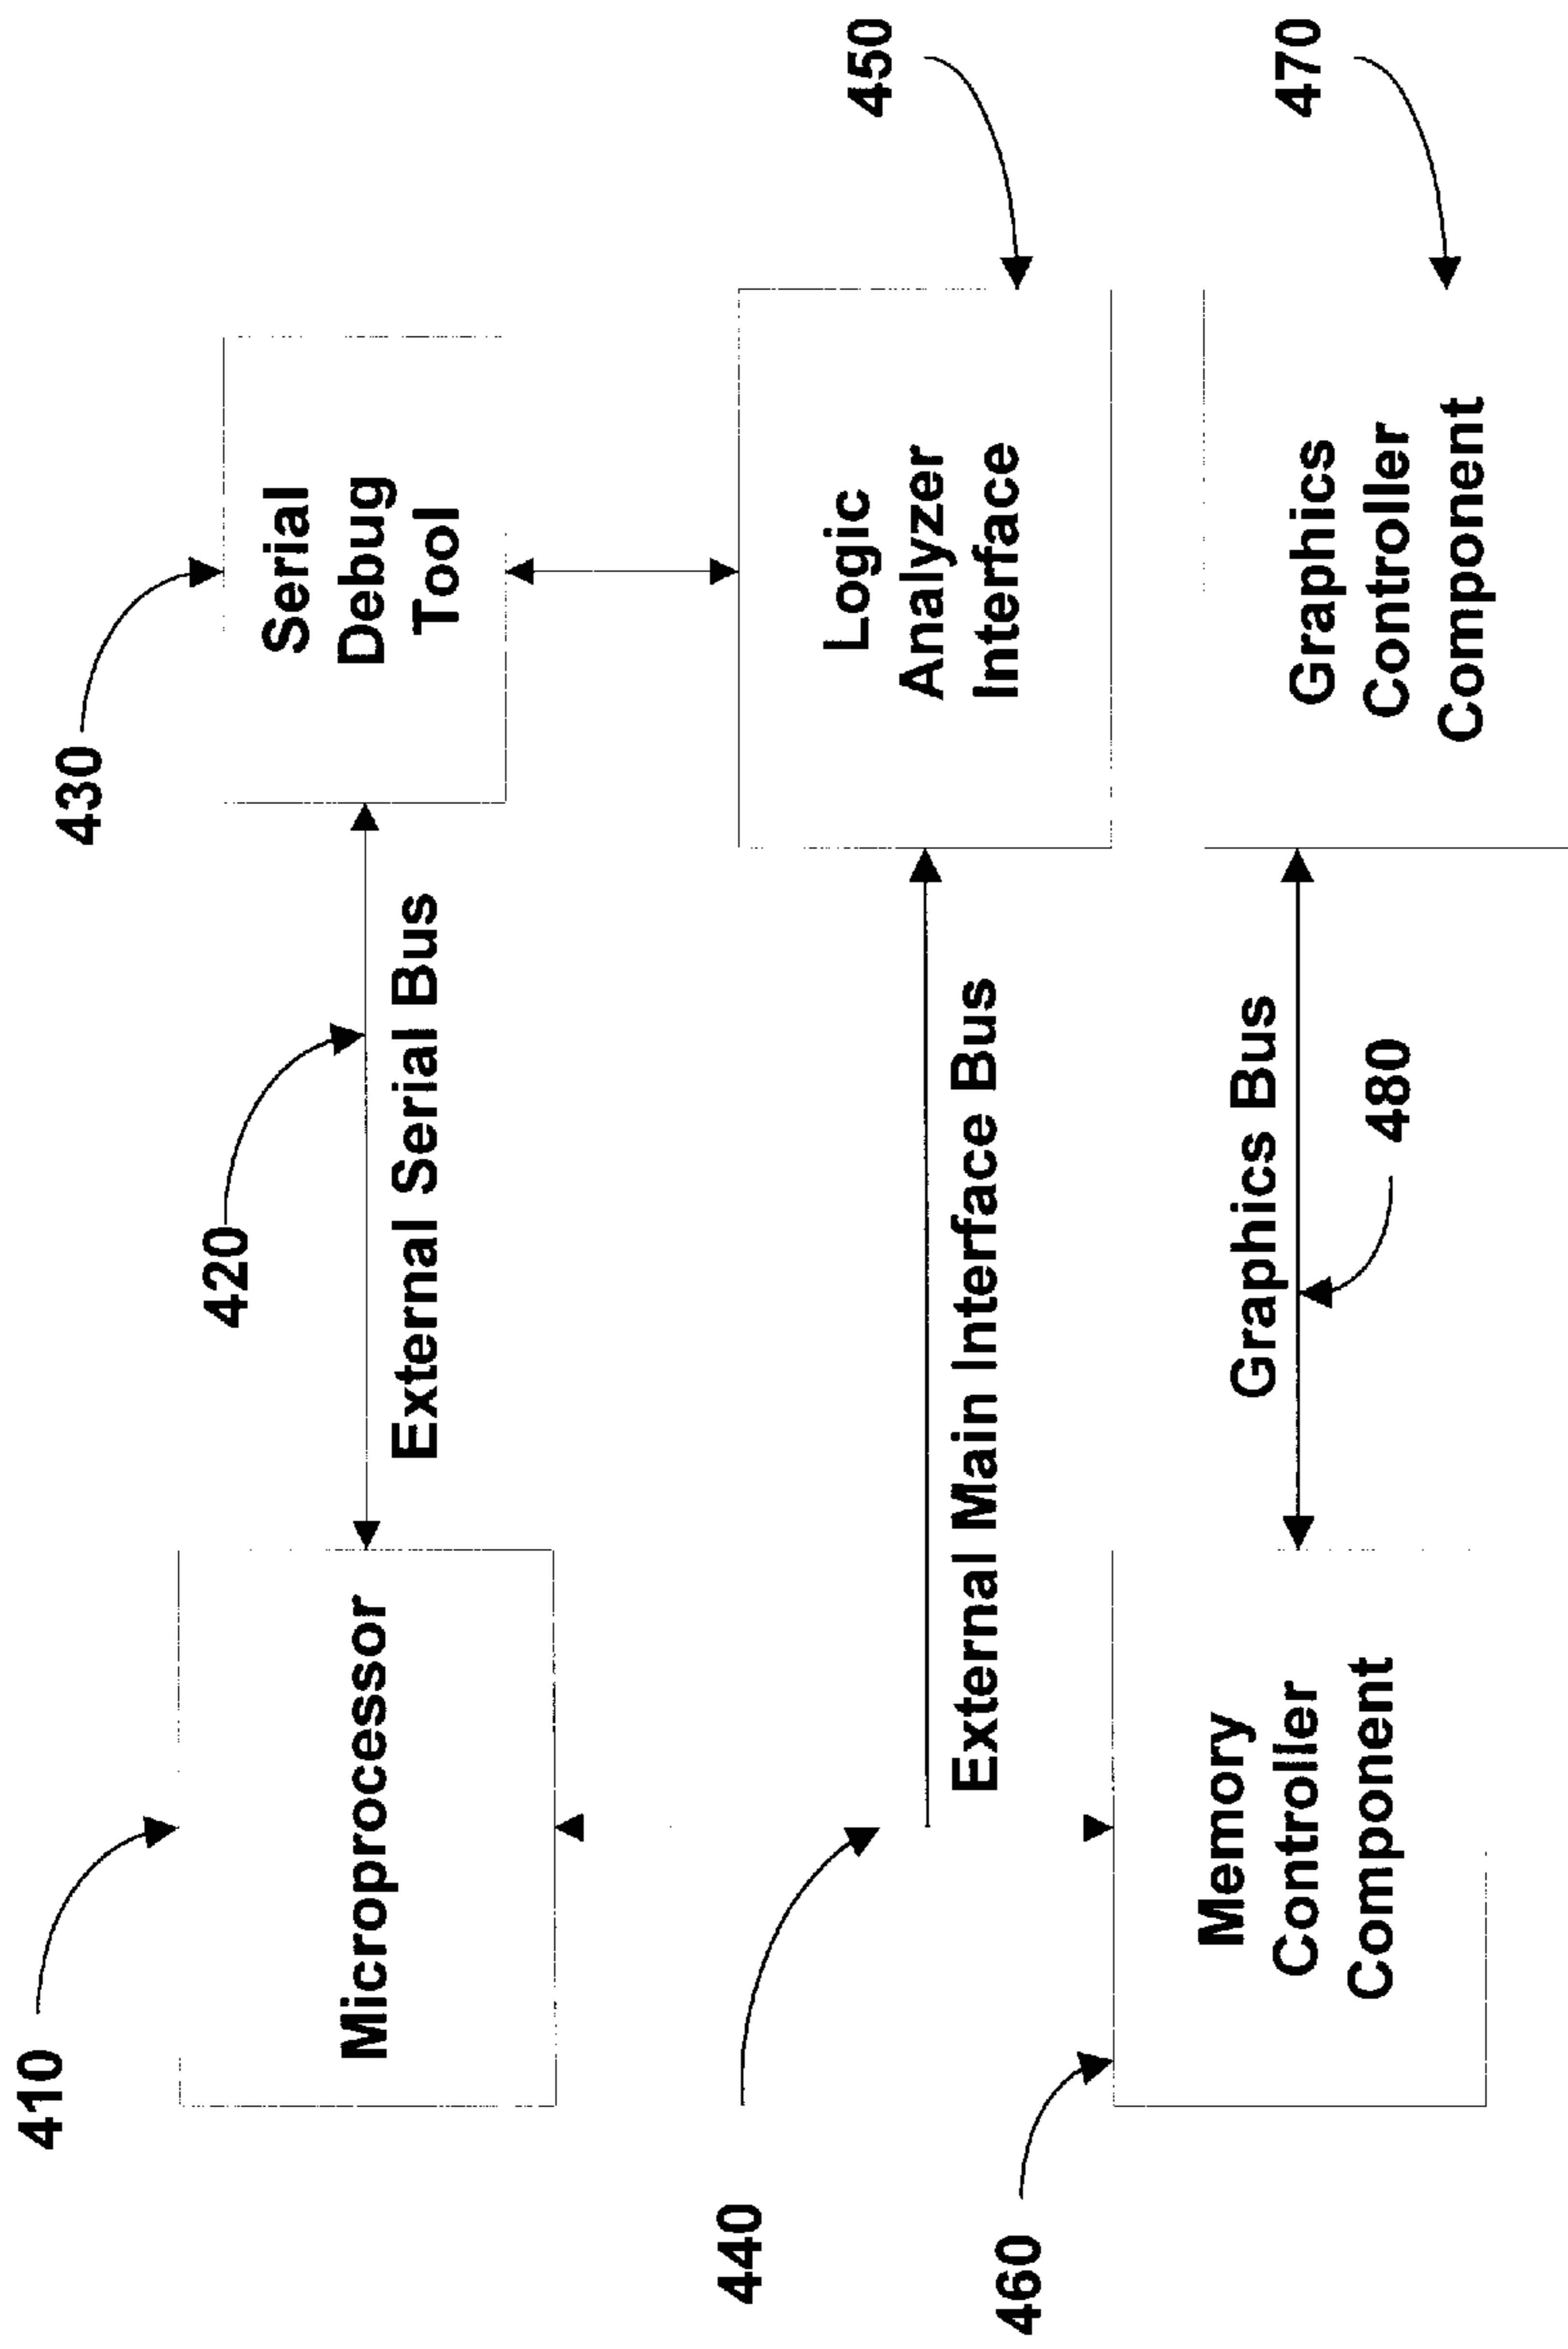 410
Microprocessor
420
External Serial Bus
430
Serial
Debug
Tool
440
External Main Interface Bus
450
Logic
Analyzer
Interface
460
Memory
Controller
Component
Graphics Bus
480
470
Graphics
Controller
Component